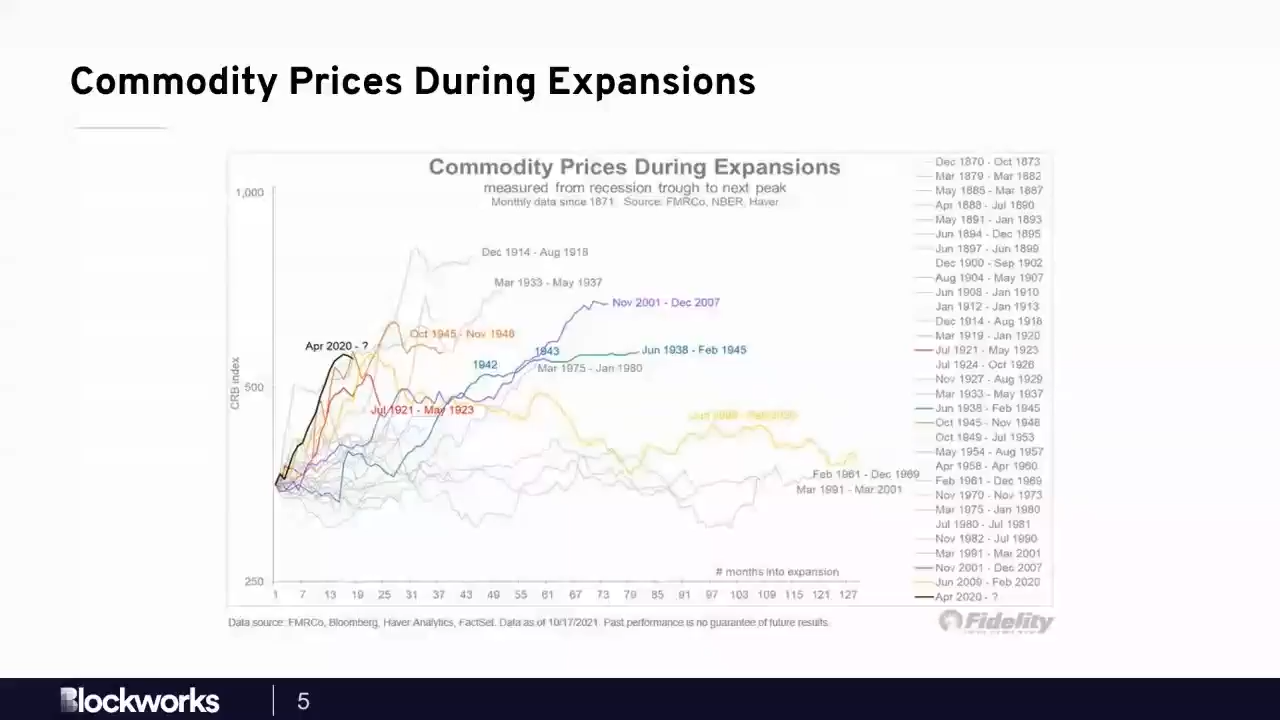 Commodity Prices During Expansions
Commodity Prices During Expansions
measured from recession trough to next peak
Monthly data since 1871 Source: FMRCo, NBER, Haver
1,000
500
250
CRB index
Dec 1914 - Aug 1918
Mar 1933 - May 1937
Nov 2001 - Dec 2007
Oct 1945 - Nov 1948
Apr 2020 - ?
1943
Jun 1938 - Feb 1945
1942
Mar 1975 - Jan 1980
Jul 1921 - May 1923
Jun 2009 - Feb 2020
Feb 1961 - Dec 1969
Mar 1991 - Mar 2001
# months into expansion
1 7 13 19 25 31 37 43 49 55 61 67 73 79 85 91 97 103 109 115 121 127
Dec 1870 - Oct 1873
Mar 1879 - Mar 1882
May 1885 - Mar 1887
Apr 1888 - Jul 1890
May 1891 - Jan 1893
Jun 1894 - Dec 1895
Jun 1897 - Jun 1899
Dec 1900 - Sep 1902
Aug 1904 - May 1907
Jun 1908 - Jan 1910
Jan 1912 - Jan 1913
Dec 1914 - Aug 1918
Mar 1919 - Jan 1920
Jul 1921 - May 1923
Jul 1924 - Oct 1926
Nov 1927 - Aug 1929
Mar 1933 - May 1937
Jun 1938 - Feb 1945
Oct 1945 - Nov 1948
Oct 1949 - Jul 1953
May 1954 - Aug 1957
Apr 1958 - Apr 1960
Feb 1961 - Dec 1969
Nov 1970 - Nov 1973
Mar 1975 - Jan 1980
Jul 1980 - Jul 1981
Nov 1982 - Jul 1990
Mar 1991 - Mar 2001
Nov 2001 - Dec 2007
Jun 2009 - Feb 2020
Apr 2020 - ?
Data source: FMRCo, Bloomberg, Haver Analytics, FactSet. Data as of 10/17/2021. Past performance is no guarantee of future results.
Fidelity
Blockworks
5